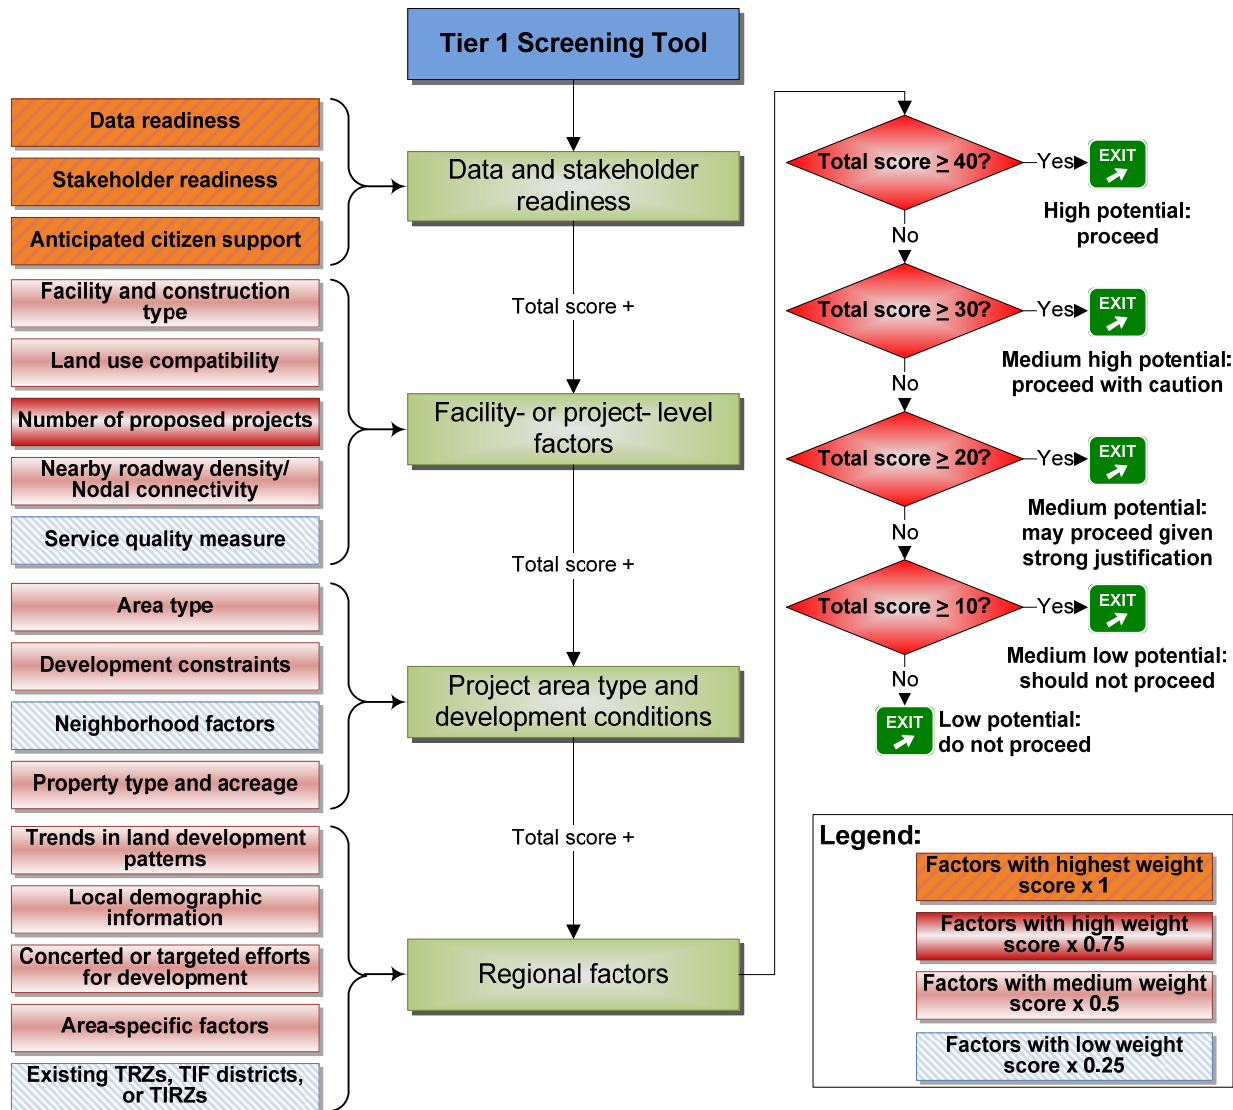 Tier 1 Screening Tool
Data readiness
Stakeholder readiness
Anticipated citizen support
Data and stakeholder
readiness
Total score +
Facility and construction
type
Land use compatibility
Number of proposed projects
Nearby roadway density/
Nodal connectivity
Service quality measure
Facility- or project- level
factors
Total score +
Area type
Development constraints
Neighborhood factors
Property type and acreage
Project area type and
development conditions
Total score +
Trends in land development
patterns
Local demographic
information
Concerted or targeted efforts
for development
Area-specific factors
Existing TRZs, TIF districts,
or TIRZs
Regional factors
Total score ≥ 40?
Yes
EXIT
High potential:
proceed
No
Total score ≥ 30?
Yes
EXIT
Medium high potential:
proceed with caution
No
Total score ≥ 20?
Yes
EXIT
Medium potential:
may proceed given
strong justification
No
Total score ≥ 10?
Yes
EXIT
Medium low potential:
should not proceed
No
EXIT
Low potential:
do not proceed
Legend:
Factors with highest weight
score x 1
Factors with high weight
score x 0.75
Factors with medium weight
score x 0.5
Factors with low weight
score x 0.25